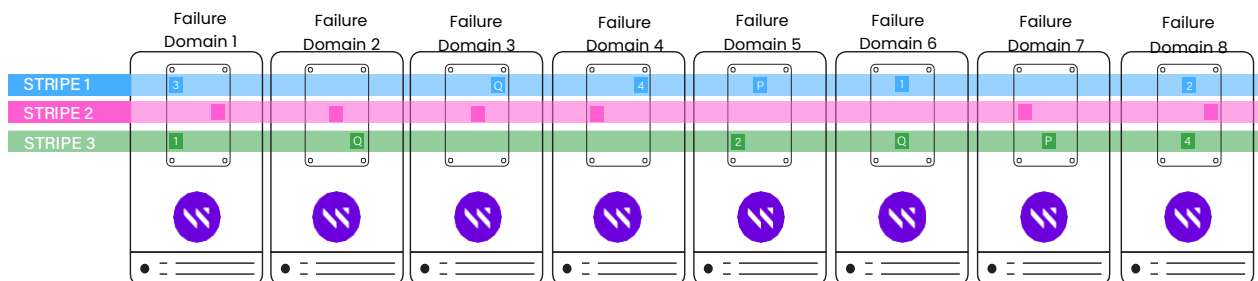 Failure Domain 1
Failure Domain 2
Failure Domain 3
Failure Domain 4
Failure Domain 5
Failure Domain 6
Failure Domain 7
Failure Domain 8
STRIPE 1 3 Q 4 P 1 2
STRIPE 2
STRIPE 3 1 Q 2 Q P 4